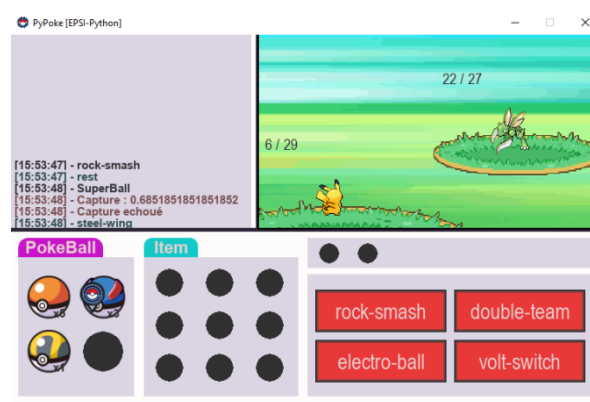 PyPoke [EPSI-Python]
22 / 27
6 / 29
[15:53:47] - rock-smash
[15:53:47] - rest
[15:53:48] - SuperBall
[15:53:48] - Capture : 0.6851851851851852
[15:53:48] - Capture echoué
[15:53:48] - steel-wing
PokeBall
Item
x5
x3
x1
rock-smash
double-team
electro-ball
volt-switch